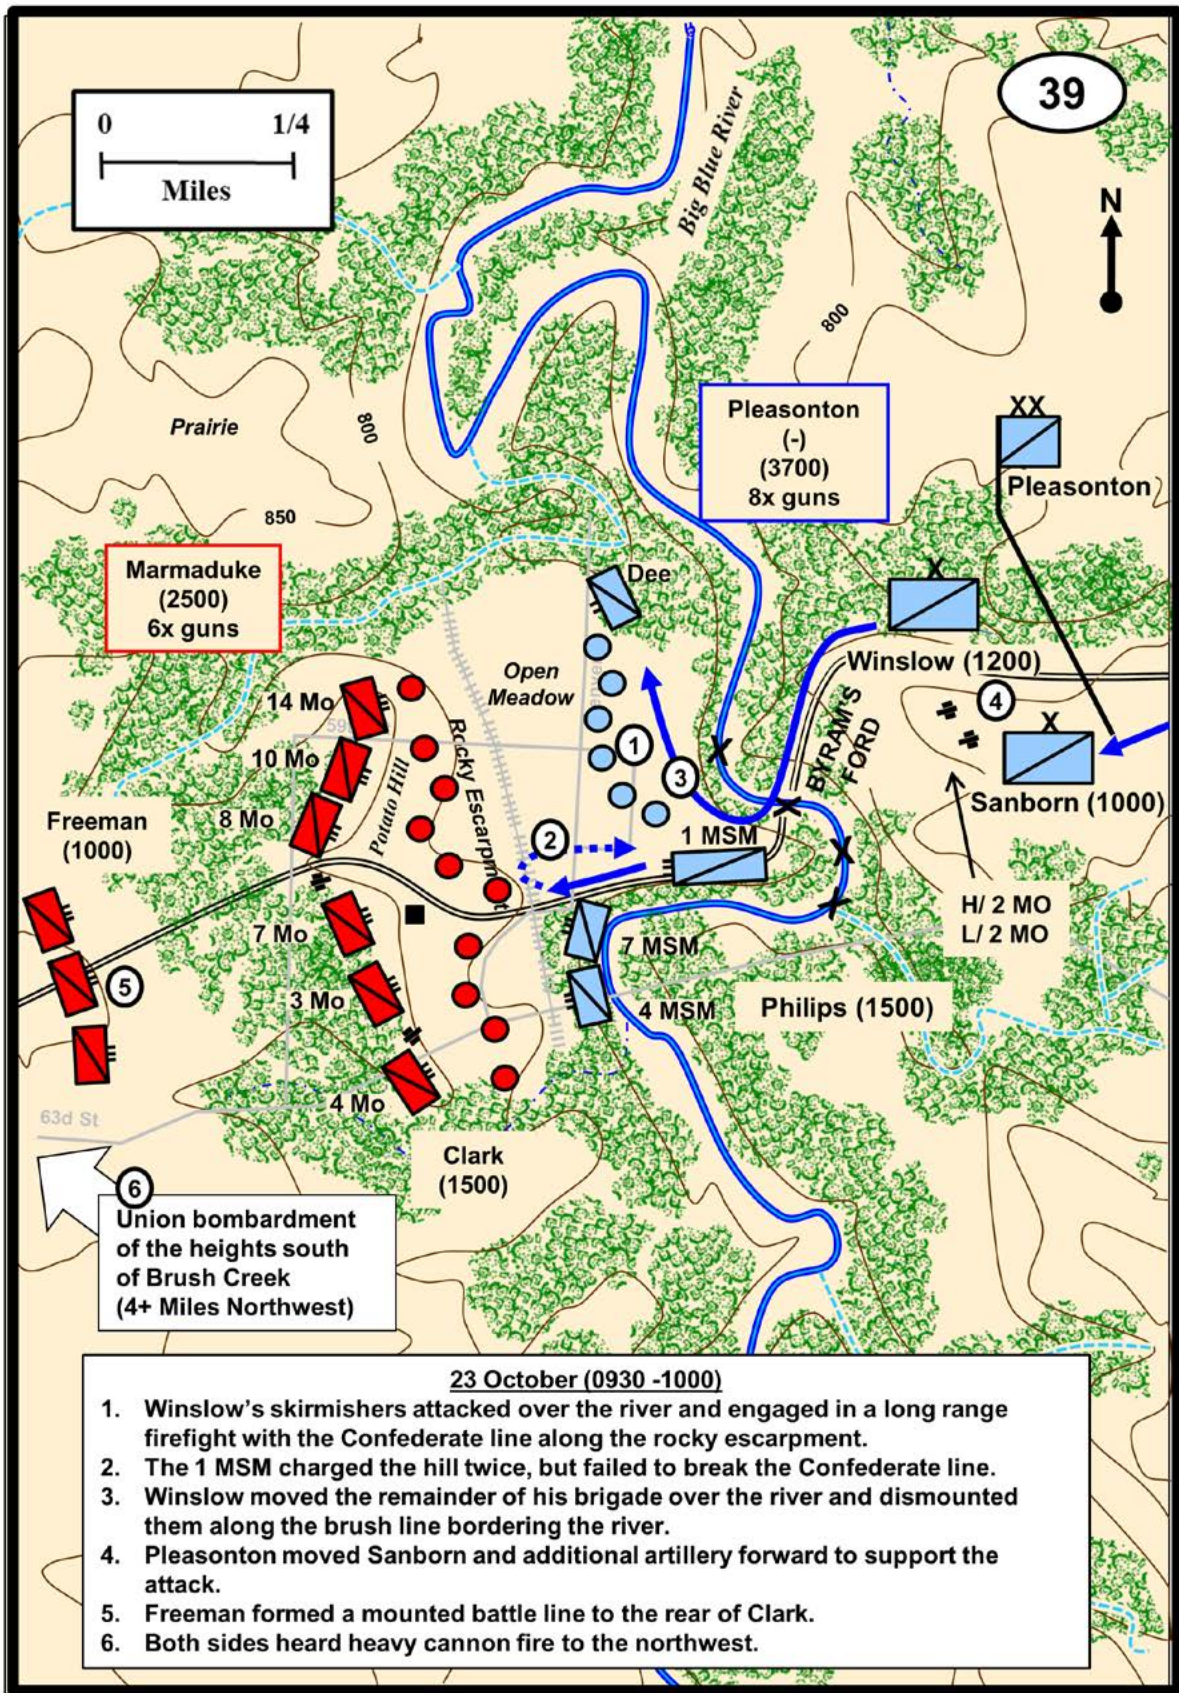 39
0 1/4
Miles
N
Big Blue River
800
Prairie
800
850
Pleasonton
(-)
(3700)
8x guns
XX
Pleasonton
Marmaduke
(2500)
6x guns
Dee
X
Winslow (1200)
Open
Meadow
BYRAM'S
FORD
4
X
Sanborn (1000)
14 Mo
10 Mo
8 Mo
59
Potato Hill
Rocky Escarpment
1
3
2
1 MSM
X
X
X
X
Freeman
(1000)
7 Mo
3 Mo
4 Mo
5
7 MSM
4 MSM
H/ 2 MO
L/ 2 MO
Philips (1500)
63d St
Clark
(1500)
6
Union bombardment
of the heights south
of Brush Creek
(4+ Miles Northwest)
23 October (0930 -1000)
1. Winslow's skirmishers attacked over the river and engaged in a long range
firefight with the Confederate line along the rocky escarpment.
2. The 1 MSM charged the hill twice, but failed to break the Confederate line.
3. Winslow moved the remainder of his brigade over the river and dismounted
them along the brush line bordering the river.
4. Pleasonton moved Sanborn and additional artillery forward to support the
attack.
5. Freeman formed a mounted battle line to the rear of Clark.
6. Both sides heard heavy cannon fire to the northwest.